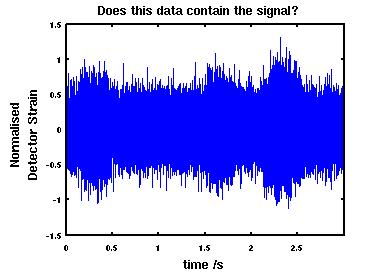 Does this data contain the signal?
1.5
1
0.5
0
-0.5
-1
-1.5
Normalised
Detector Strain
0 0.5 1 1.5 2 2.5
time /s